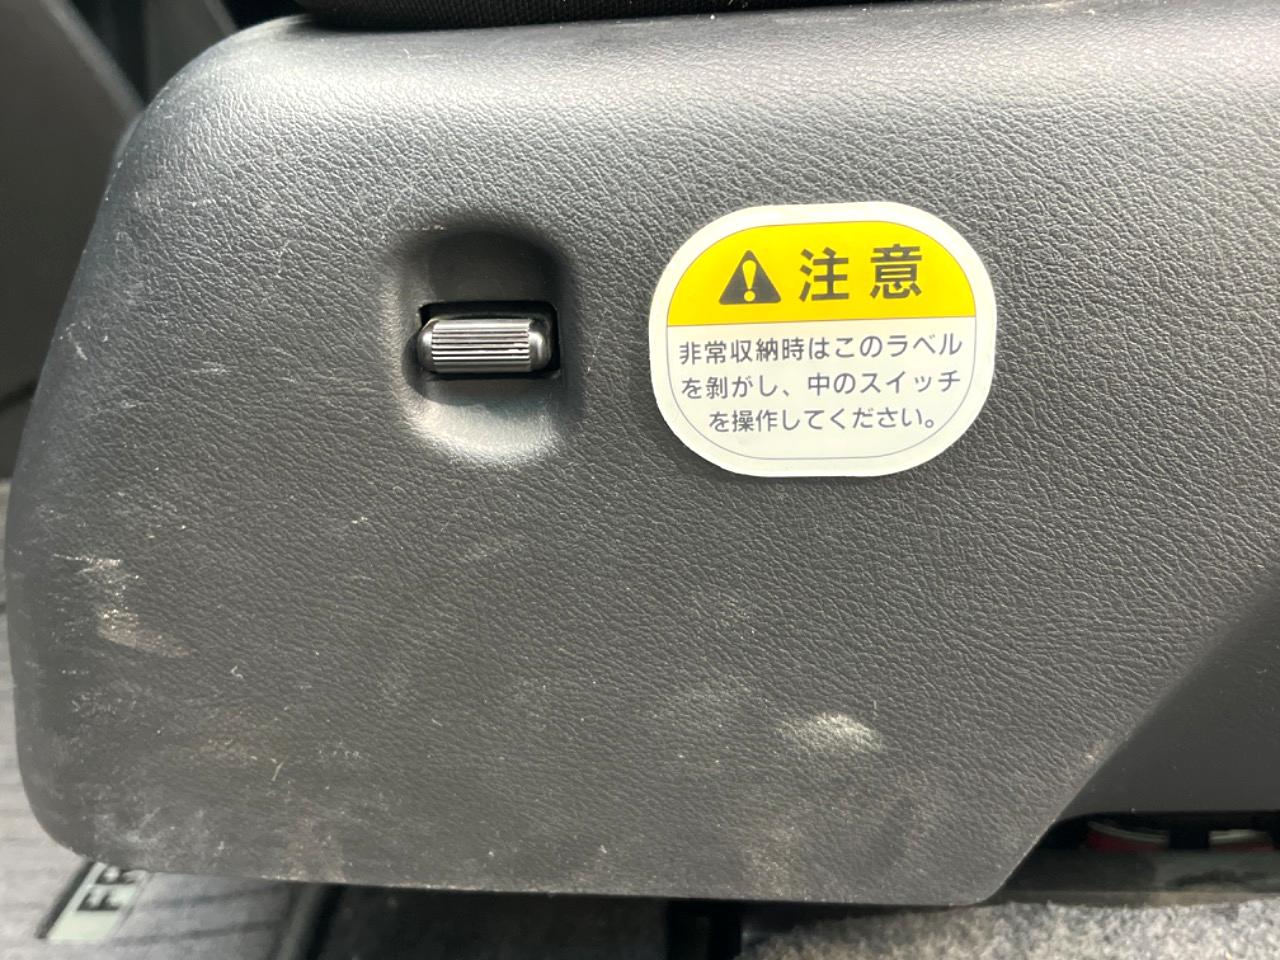 注意
非常収納時はこのラベル
を剥がし、中のスイッチ
を操作してください。